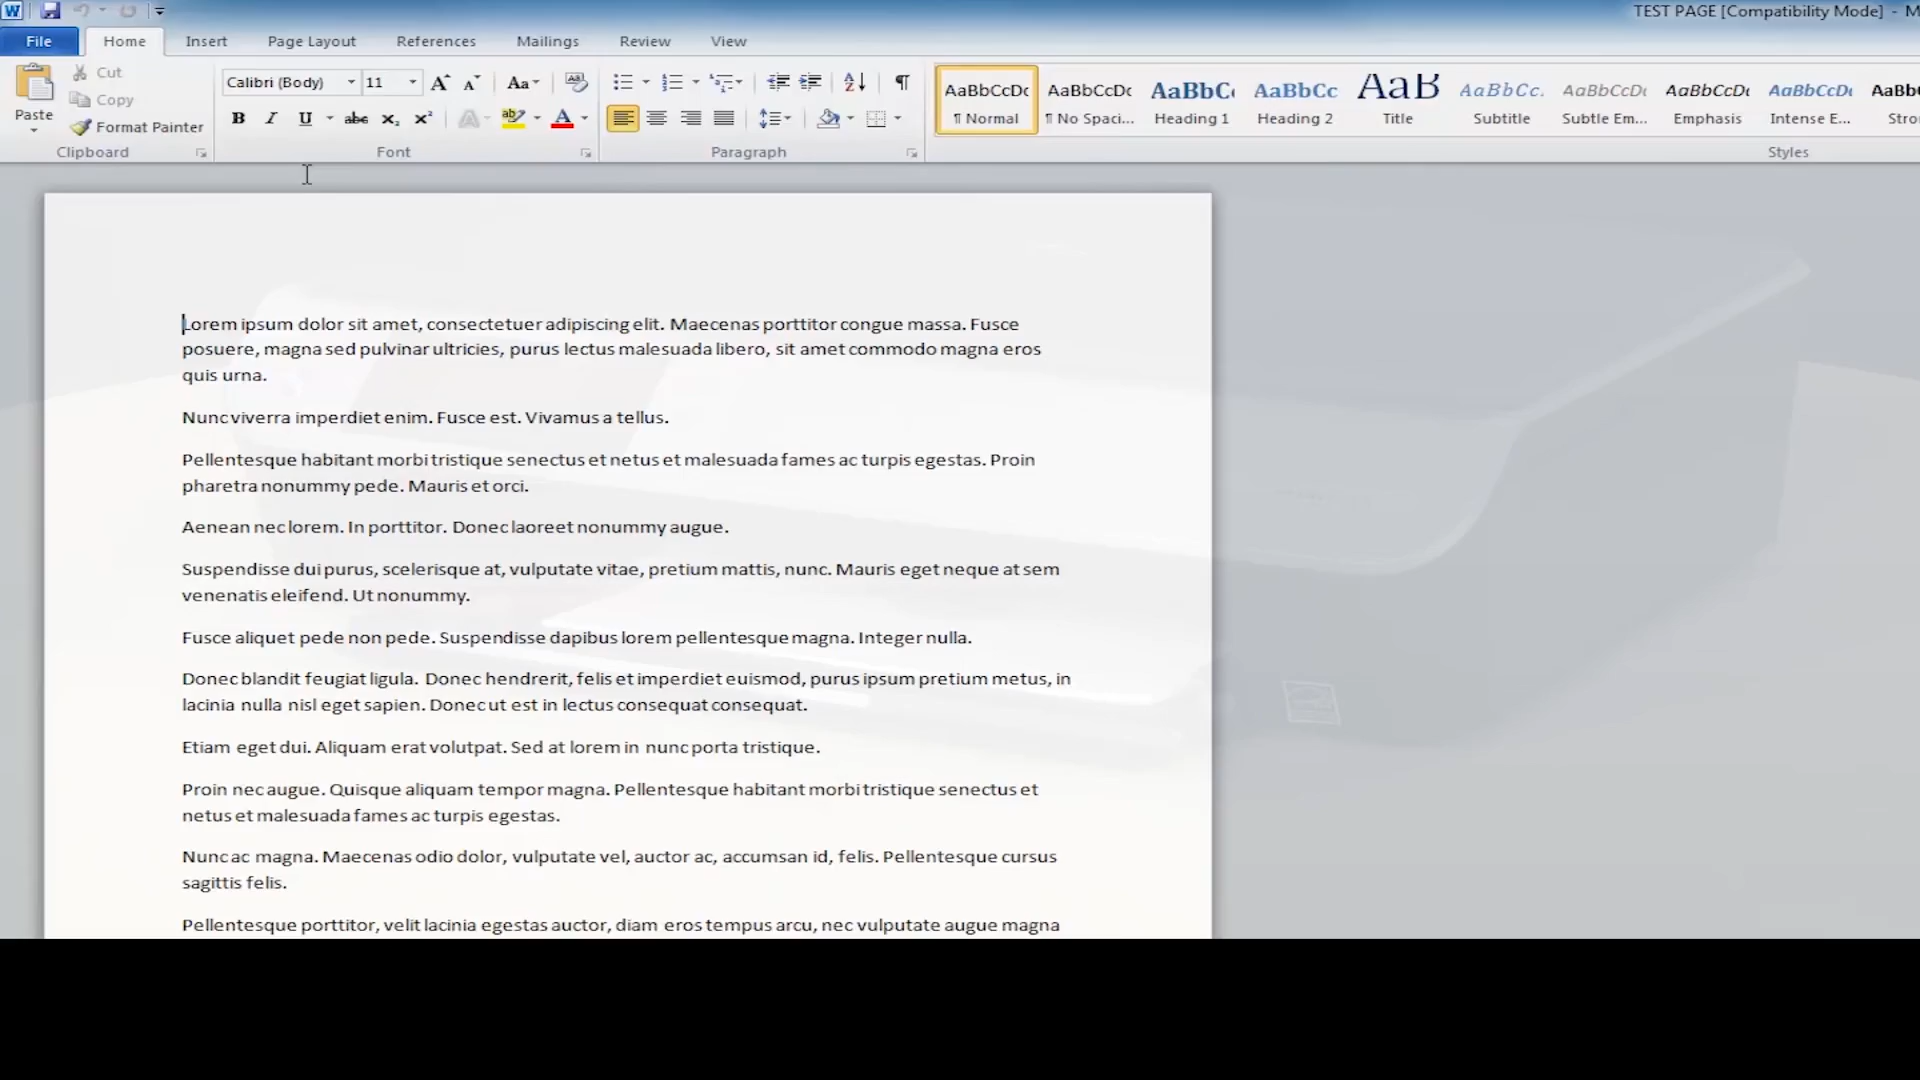 TEST PAGE [Compatibility Mode] - M
File Home Insert Page Layout References Mailings Review View
Paste
Cut
Copy
Format Painter
Clipboard
Calibri (Body) 11
Aa
B I U abc x₂ x² A
Font
Paragraph
AaBbCcDc ¶ Normal
AaBbCcDc ¶ No Spaci...
AaBbC Heading 1
AaBbCc Heading 2
AaB Title
AaBbCc. Subtitle
AaBbCcDc Subtle Em...
AaBbCcDc Emphasis
AaBbCcDc Intense E...
AaBb Stro
Styles
Lorem ipsum dolor sit amet, consectetuer adipiscing elit. Maecenas porttitor congue massa. Fusce
posuere, magna sed pulvinar ultricies, purus lectus malesuada libero, sit amet commodo magna eros
quis urna.
Nunc viverra imperdiet enim. Fusce est. Vivamus a tellus.
Pellentesque habitant morbi tristique senectus et netus et malesuada fames ac turpis egestas. Proin
pharetra nonummy pede. Mauris et orci.
Aenean nec lorem. In porttitor. Donec laoreet nonummy augue.
Suspendisse dui purus, scelerisque at, vulputate vitae, pretium mattis, nunc. Mauris eget neque at sem
venenatis eleifend. Ut nonummy.
Fusce aliquet pede non pede. Suspendisse dapibus lorem pellentesque magna. Integer nulla.
Donec blandit feugiat ligula. Donec hendrerit, felis et imperdiet euismod, purus ipsum pretium metus, in
lacinia nulla nisl eget sapien. Donec ut est in lectus consequat consequat.
Etiam eget dui. Aliquam erat volutpat. Sed at lorem in nunc porta tristique.
Proin nec augue. Quisque aliquam tempor magna. Pellentesque habitant morbi tristique senectus et
netus et malesuada fames ac turpis egestas.
Nunc ac magna. Maecenas odio dolor, vulputate vel, auctor ac, accumsan id, felis. Pellentesque cursus
sagittis felis.
Pellentesque porttitor, velit lacinia egestas auctor, diam eros tempus arcu, nec vulputate augue magna